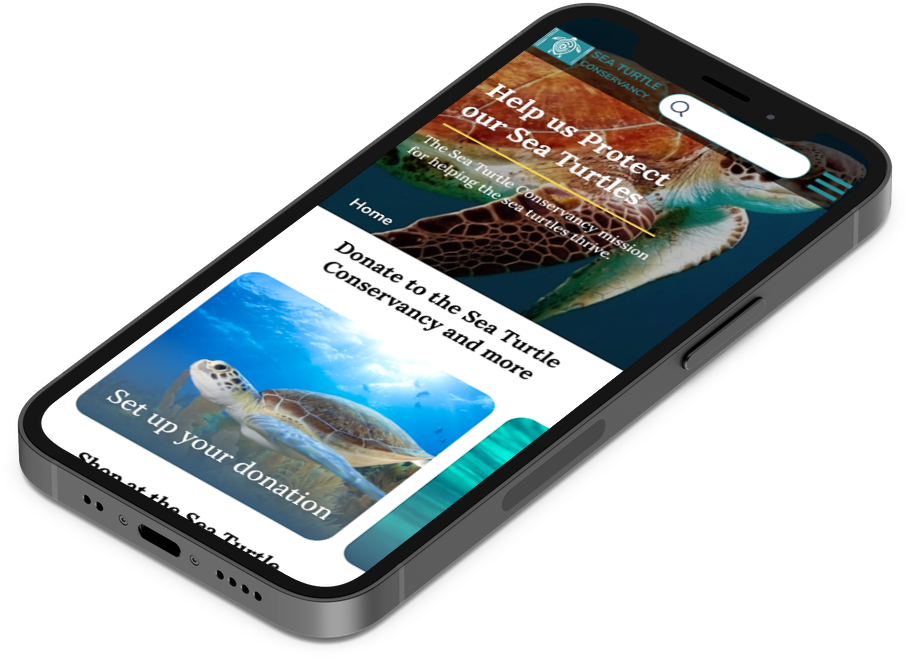 SEA TURTLE
CONSERVANCY
Help us Protect
our Sea Turtles
The Sea Turtle Conservancy mission
for helping the sea turtles thrive.
Home
Donate to the Sea Turtle
Conservancy and more
Set up your donation
Shop at the Sea Turtle